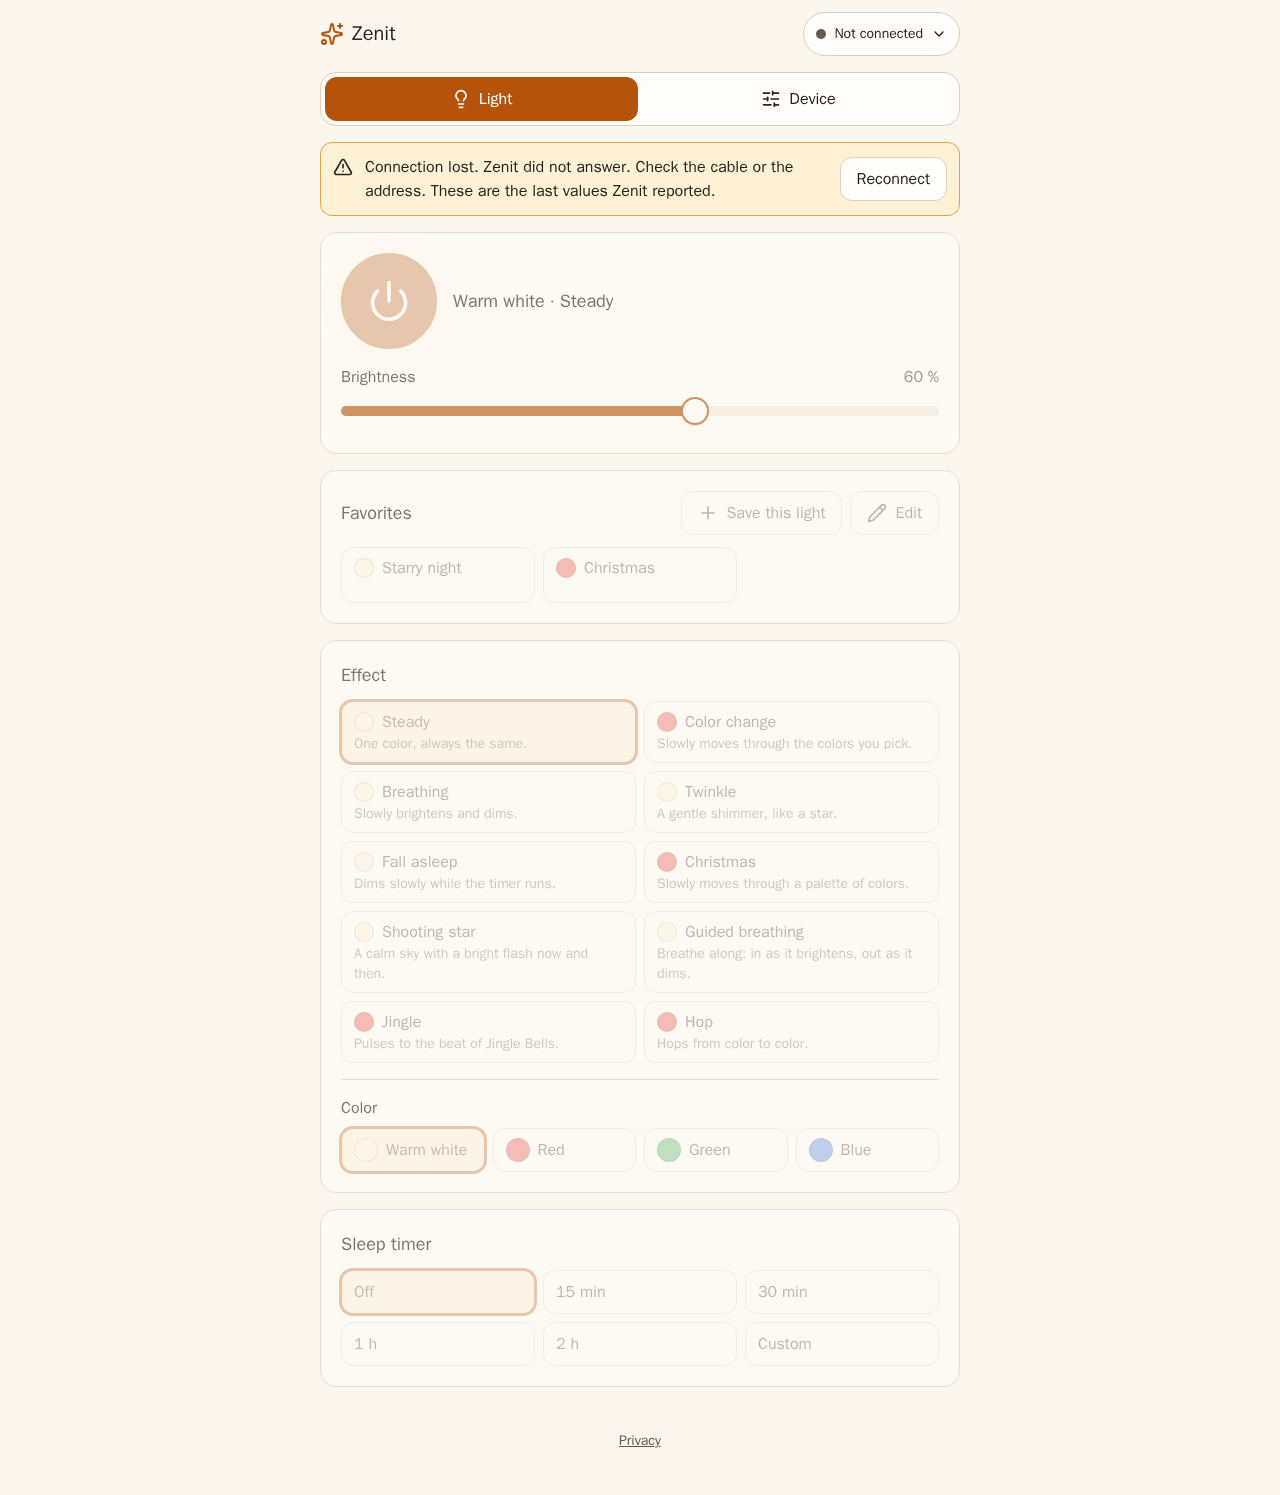 Zenit
Not connected
Light
Device
Connection lost. Zenit did not answer. Check the cable or the
address. These are the last values Zenit reported.
Reconnect
Warm white · Steady
Brightness
60 %
Favorites
Save this light
Edit
Starry night
Christmas
Effect
Steady
One color, always the same.
Color change
Slowly moves through the colors you pick.
Breathing
Slowly brightens and dims.
Twinkle
A gentle shimmer, like a star.
Fall asleep
Dims slowly while the timer runs.
Christmas
Slowly moves through a palette of colors.
Shooting star
A calm sky with a bright flash now and
then.
Guided breathing
Breathe along: in as it brightens, out as it
dims.
Jingle
Pulses to the beat of Jingle Bells.
Hop
Hops from color to color.
Color
Warm white
Red
Green
Blue
Sleep timer
Off
15 min
30 min
1 h
2 h
Custom
Privacy